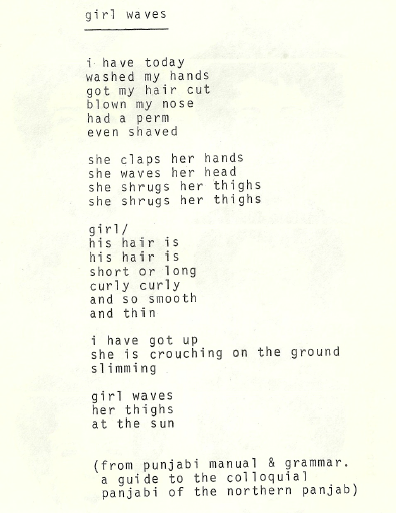 girl waves
i have today
washed my hands
got my hair cut
blown my nose
had a perm
even shaved
she claps her hands
she waves her head
she shrugs her thighs
she shrugs her thighs
girl/
his hair is
his hair is
short or long
curly curly
and so smooth
and thin
i have got up
she is crouching on the ground
slimming
girl waves
her thighs
at the sun
(from punjabi manual & grammar.
a guide to the colloquial
panjabi of the northern panjab)